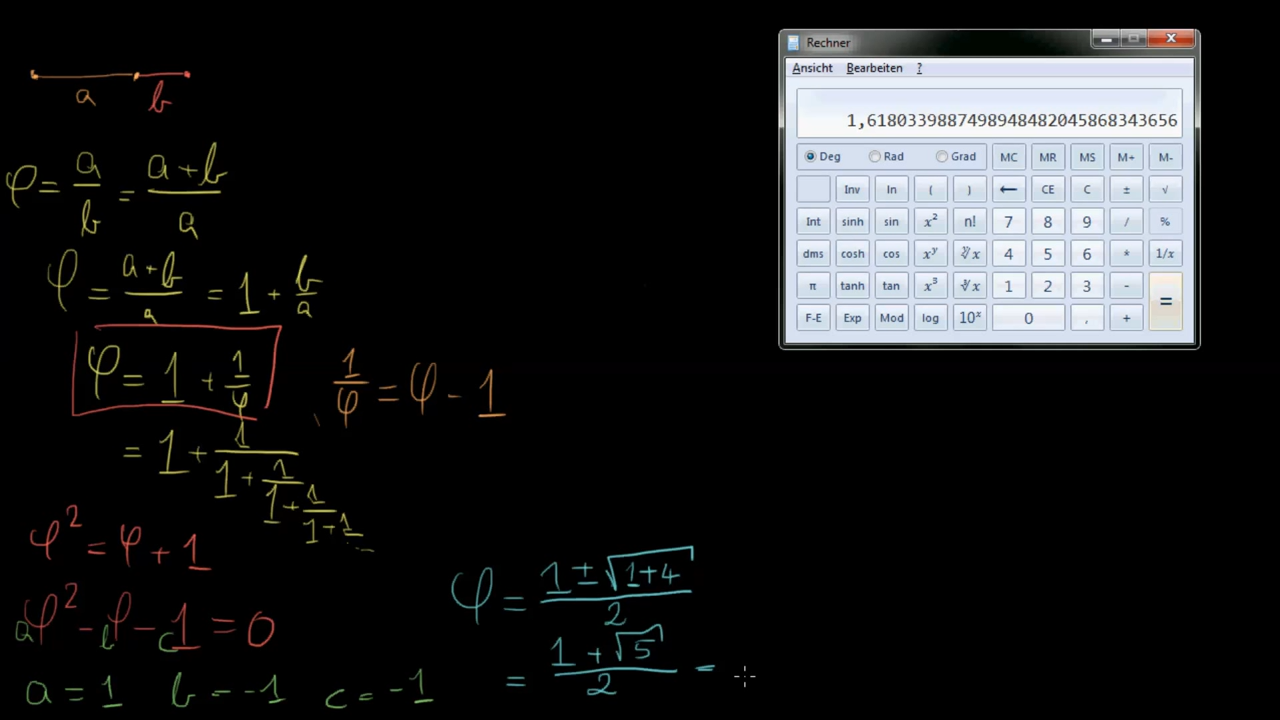 a b
φ = a/b = (a+b)/a
φ = (a+b)/a = 1 + b/a
φ = 1 + 1/φ
1/φ = φ - 1
= 1 + 1/(1 + 1/(1 + 1/(1 + 1/...
φ² = φ + 1
φ² - φ - 1 = 0
a b c
a = 1 b = -1 c = -1
φ = (1 ± √(1+4))/2
= (1 + √5)/2 =
Rechner
Ansicht Bearbeiten ?
1,6180339887498948482045868343656
Deg Rad Grad MC MR MS M+ M-
Inv ln ( ) ← CE C ± √
Int sinh sin x² n! 7 8 9 / %
dms cosh cos xʸ ʸ√x 4 5 6 * 1/x
π tanh tan x³ ³√x 1 2 3 - =
F-E Exp Mod log 10ˣ 0 , +